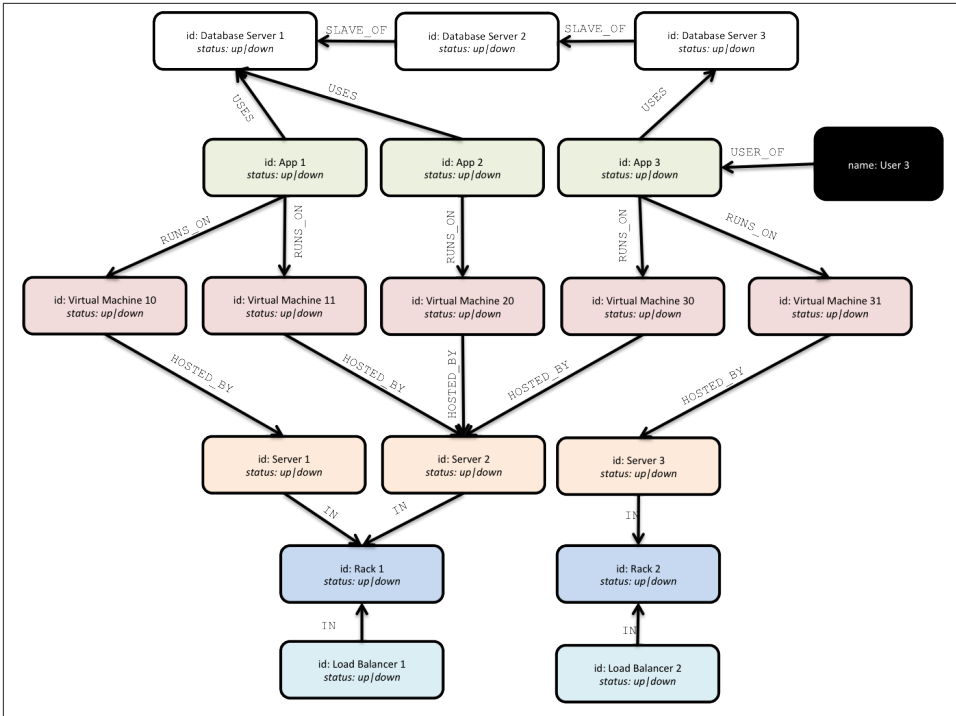 id: Database Server 1
status: up|down
SLAVE_OF
id: Database Server 2
status: up|down
SLAVE_OF
id: Database Server 3
status: up|down
USES
USES
USES
id: App 1
status: up|down
id: App 2
status: up|down
id: App 3
status: up|down
USER_OF
name: User 3
RUNS_ON
RUNS_ON
RUNS_ON
RUNS_ON
RUNS_ON
id: Virtual Machine 10
status: up|down
id: Virtual Machine 11
status: up|down
id: Virtual Machine 20
status: up|down
id: Virtual Machine 30
status: up|down
id: Virtual Machine 31
status: up|down
HOSTED_BY
HOSTED_BY
HOSTED_BY
HOSTED_BY
HOSTED_BY
id: Server 1
status: up|down
id: Server 2
status: up|down
id: Server 3
status: up|down
IN
IN
IN
id: Rack 1
status: up|down
id: Rack 2
status: up|down
IN
IN
id: Load Balancer 1
status: up|down
id: Load Balancer 2
status: up|down